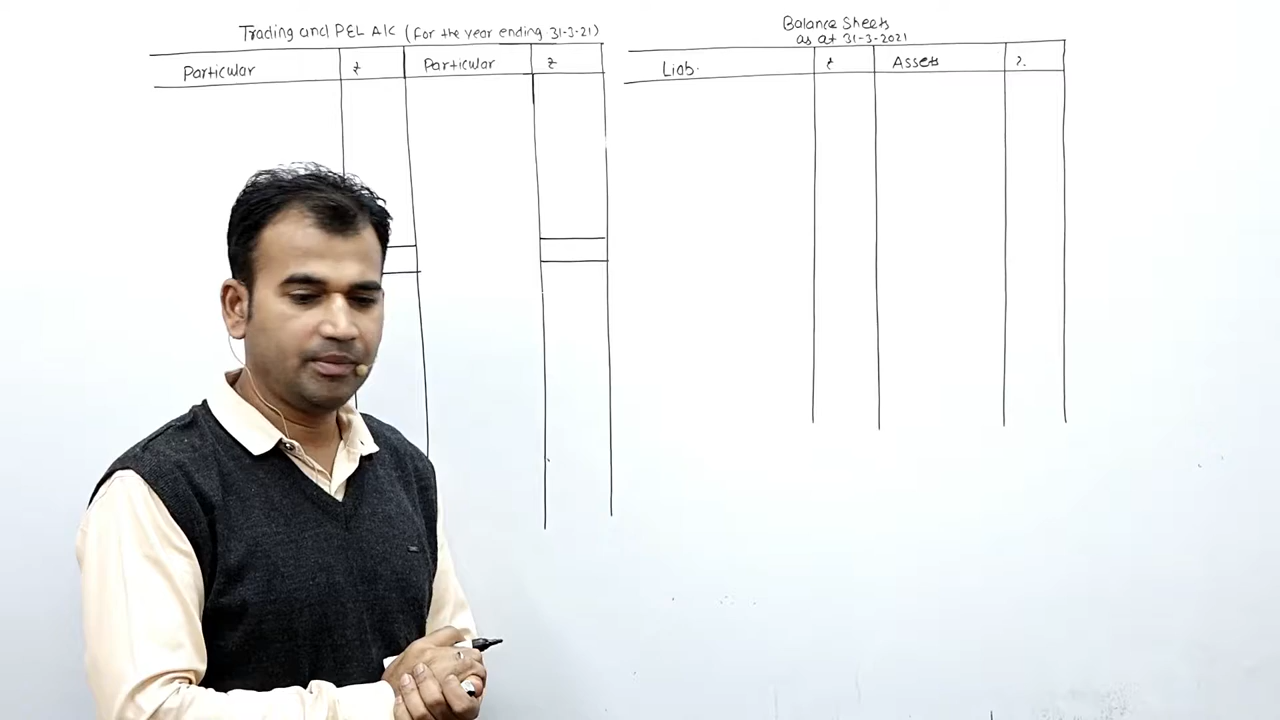 Trading and P&L A/C (for the year ending 31-3-21)
Particular ₹ Particular ₹
Balance Sheets
as at 31-3-2021
Liab. ₹ Assets ₹.